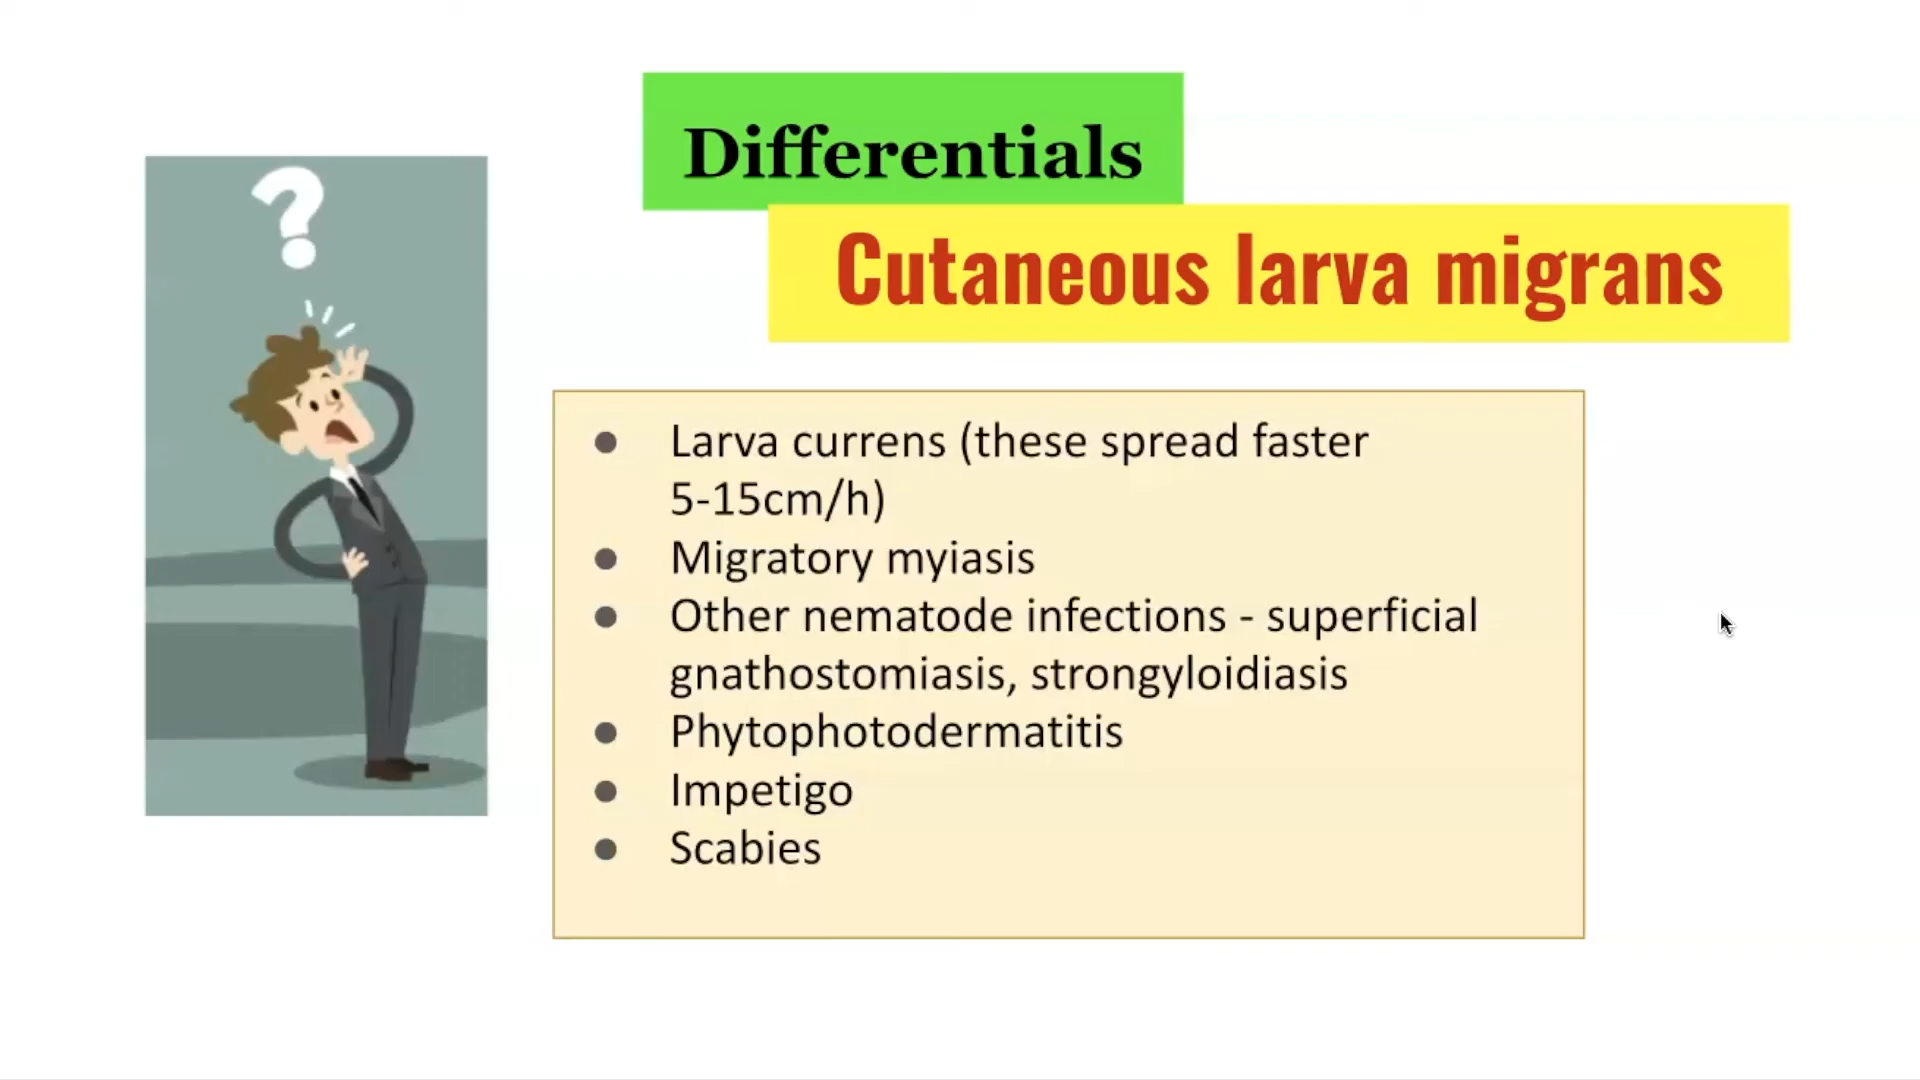 Differentials
Cutaneous larva migrans
? 
● Larva currens (these spread faster
5-15cm/h)
● Migratory myiasis
● Other nematode infections - superficial
gnathostomiasis, strongyloidiasis
● Phytophotodermatitis
● Impetigo
● Scabies